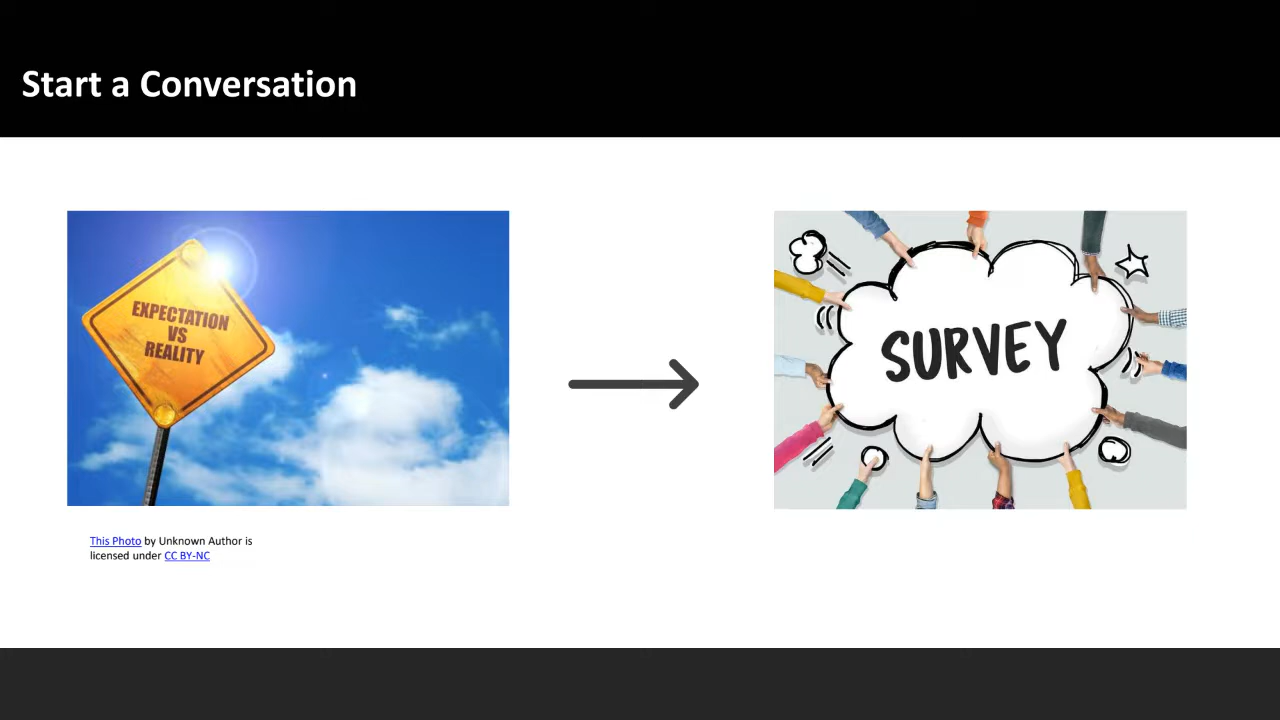 Start a Conversation
EXPECTATION
VS
REALITY
SURVEY
This Photo by Unknown Author is
licensed under CC BY-NC